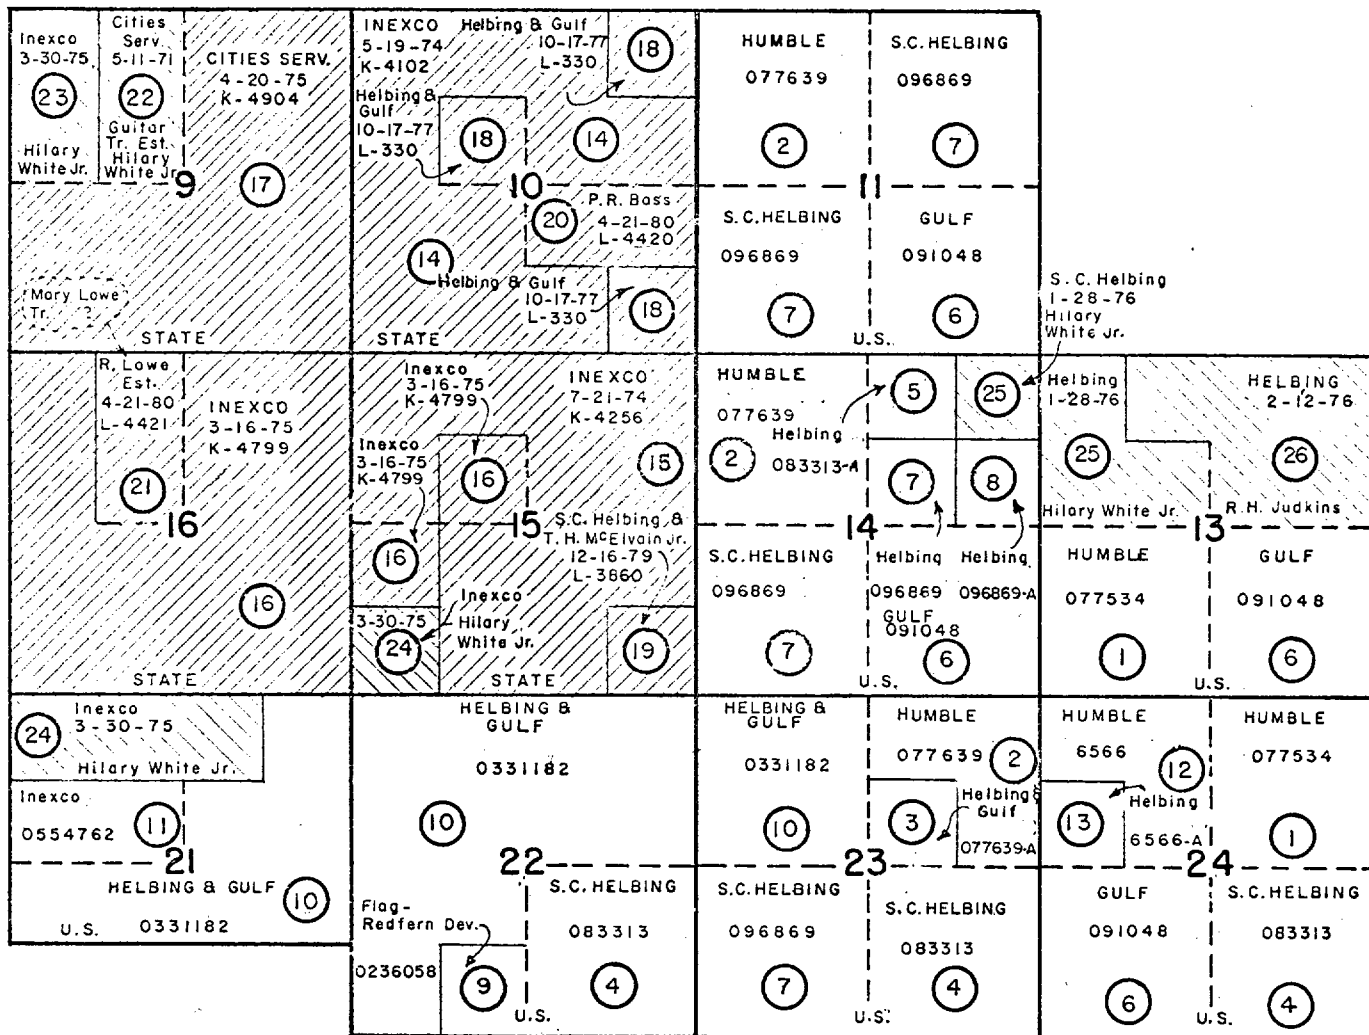 Inexco
3-30-75
23
Hilary
White Jr.
Cities
Serv.
5-11-71
22
Guitar
Tr. Est.
Hilary
White Jr.
CITIES SERV.
4-20-75
K-4904
17
9
Mary Lowe
Tr.
STATE
INEXCO
5-19-74
K-4102
Helbing & Gulf
10-17-77
L-330
18
Helbing &
Gulf
10-17-77
L-330
18
14
10
20
P.R. Bass
4-21-80
L-4420
14
Helbing & Gulf
10-17-77
L-330
18
STATE
HUMBLE
077639
2
S.C. HELBING
096869
7
11
S.C. HELBING
096869
7
GULF
091048
6
U.S.
S.C. Helbing
1-28-76
Hilary
White Jr.
R. Lowe
Est.
4-21-80
L-4421
21
INEXCO
3-16-75
K-4799
16
16
STATE
Inexco
3-16-75
K-4799
16
INEXCO
7-21-74
K-4256
15
Inexco
3-16-75
K-4799
16
15
S.C. Helbing &
T.H. McElvain Jr.
12-16-79
L-3860
19
3-30-75
24
Inexco
Hilary
White Jr.
STATE
HUMBLE
077639
2
Helbing
083313-A
5
25
7
8
14
S.C. HELBING
096869
7
Helbing
096869
Helbing
096869-A
GULF
091048
6
U.S.
Helbing
1-28-76
25
Hilary White Jr.
HELBING
2-12-76
26
R.H. Judkins
13
HUMBLE
077534
1
GULF
091048
6
U.S.
24
Inexco
3-30-75
Hilary White Jr.
Inexco
0554762
11
21
HELBING & GULF
0331182
10
U.S.
HELBING &
GULF
0331182
10
22
Flag-
Redfern Dev.
0236058
9
S.C. HELBING
083313
4
U.S.
HELBING &
GULF
0331182
10
HUMBLE
077639
2
3
Helbing &
Gulf
077639-A
23
S.C. HELBING
096869
7
S.C. HELBING
083313
4
U.S.
HUMBLE
6566
12
13
Helbing
6566-A
HUMBLE
077534
1
24
GULF
091048
6
S.C. HELBING
083313
4
U.S.